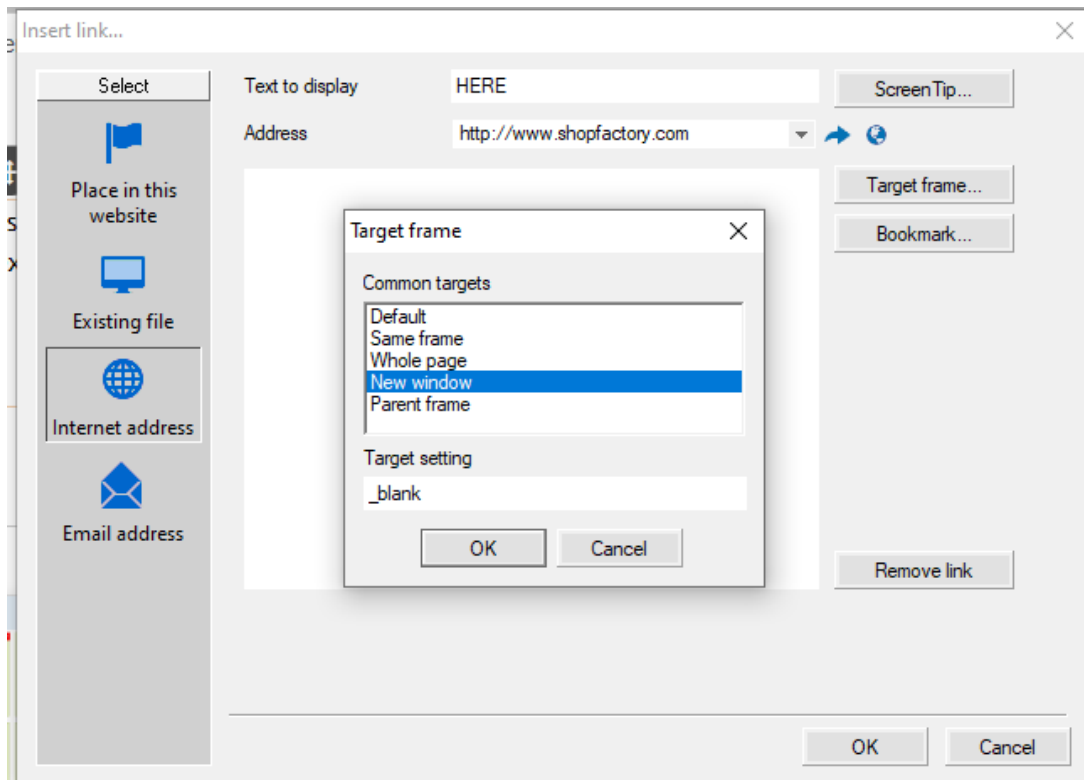 Insert link...
Select
Place in this
website
Existing file
Internet address
Email address
Text to display
HERE
ScreenTip...
Address
http://www.shopfactory.com
Target frame...
Bookmark...
Target frame
Common targets
Default
Same frame
Whole page
New window
Parent frame
Target setting
_blank
OK
Cancel
Remove link
OK
Cancel